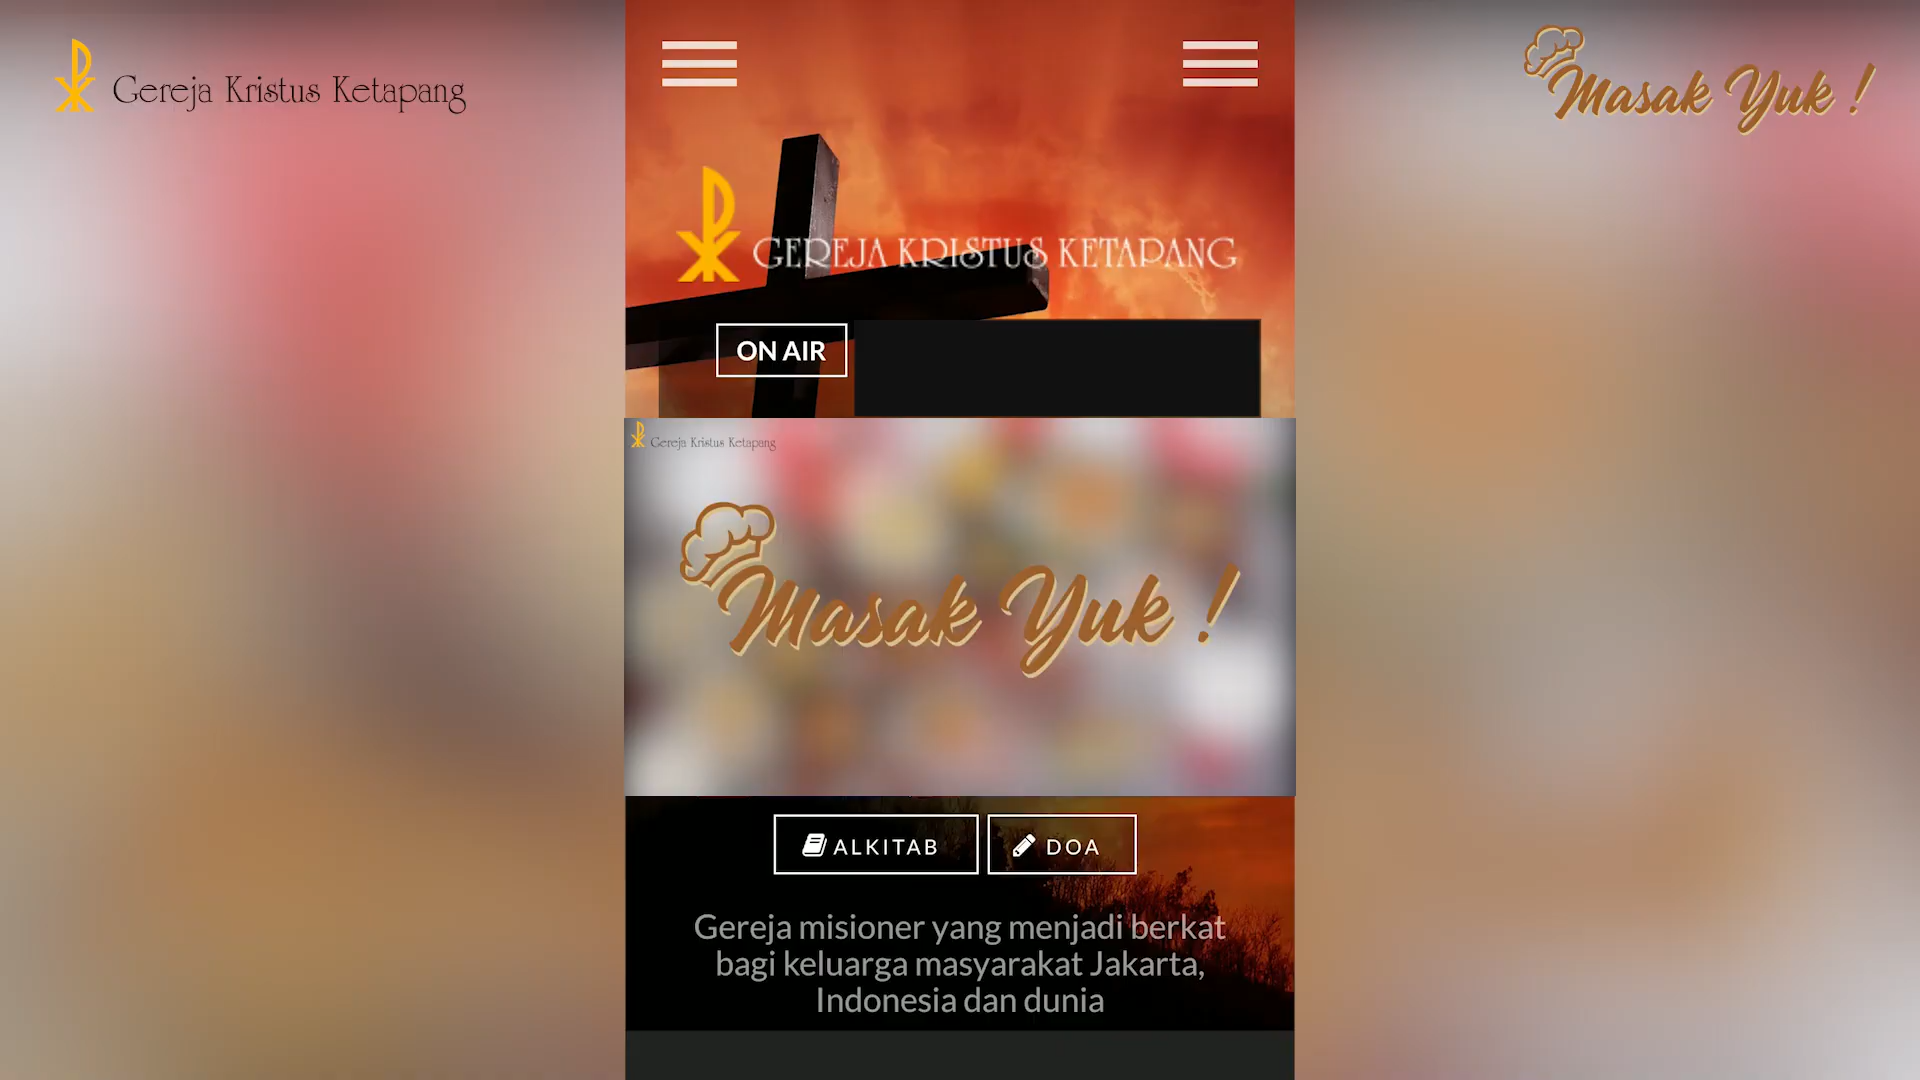 Gereja Kristus Ketapang
Masak Yuk !
GEREJA KRISTUS KETAPANG
ON AIR
Gereja Kristus Ketapang
Masak Yuk !
ALKITAB
DOA
Gereja misioner yang menjadi berkat
bagi keluarga masyarakat Jakarta,
Indonesia dan dunia